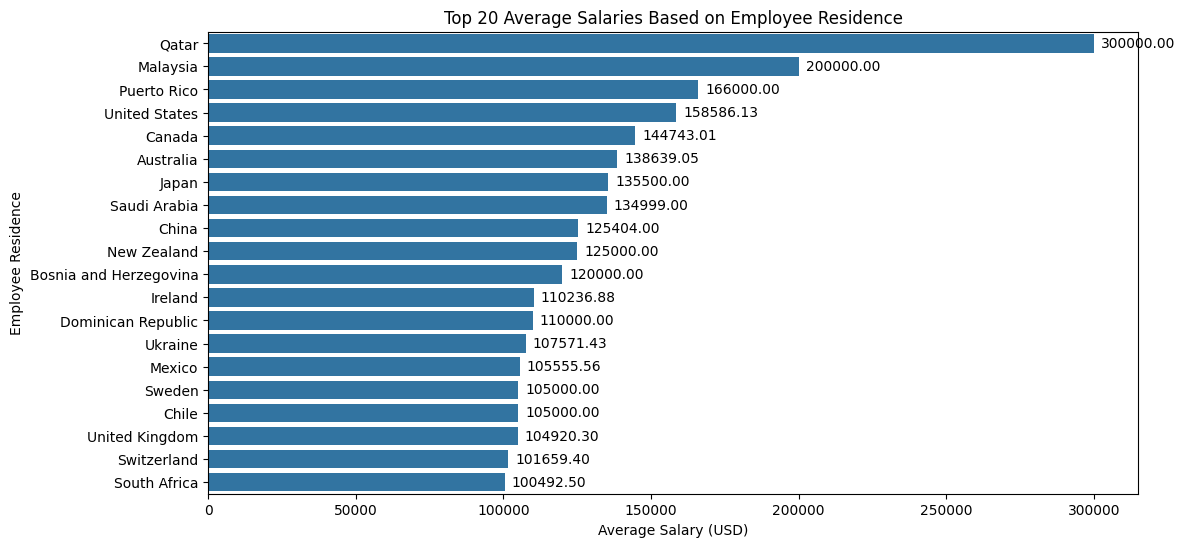 Top 20 Average Salaries Based on Employee Residence
Employee Residence
Qatar 300000.00
Malaysia 200000.00
Puerto Rico 166000.00
United States 158586.13
Canada 144743.01
Australia 138639.05
Japan 135500.00
Saudi Arabia 134999.00
China 125404.00
New Zealand 125000.00
Bosnia and Herzegovina 120000.00
Ireland 110236.88
Dominican Republic 110000.00
Ukraine 107571.43
Mexico 105555.56
Sweden 105000.00
Chile 105000.00
United Kingdom 104920.30
Switzerland 101659.40
South Africa 100492.50
0 50000 100000 150000 200000 250000 300000
Average Salary (USD)